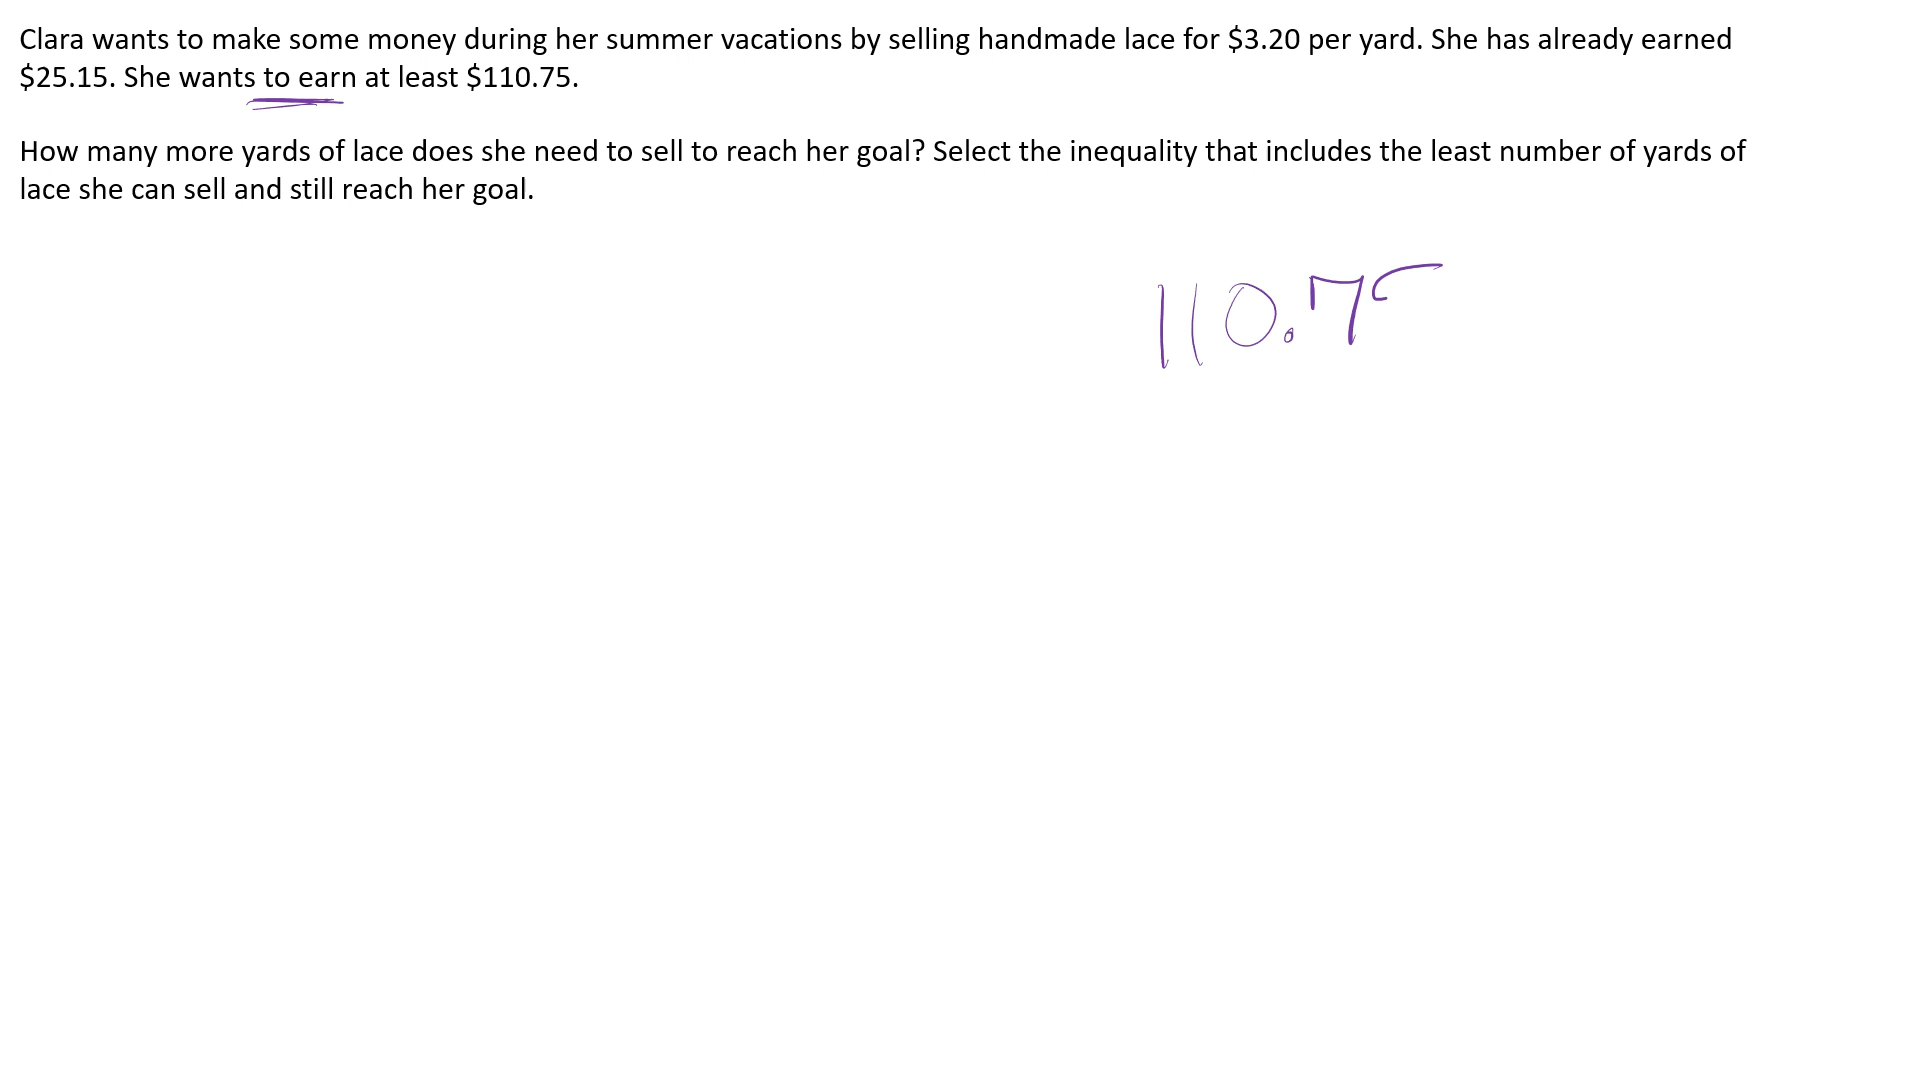 Clara wants to make some money during her summer vacations by selling handmade lace for $3.20 per yard. She has already earned
$25.15. She wants to earn at least $110.75.
How many more yards of lace does she need to sell to reach her goal? Select the inequality that includes the least number of yards of
lace she can sell and still reach her goal.
110.75